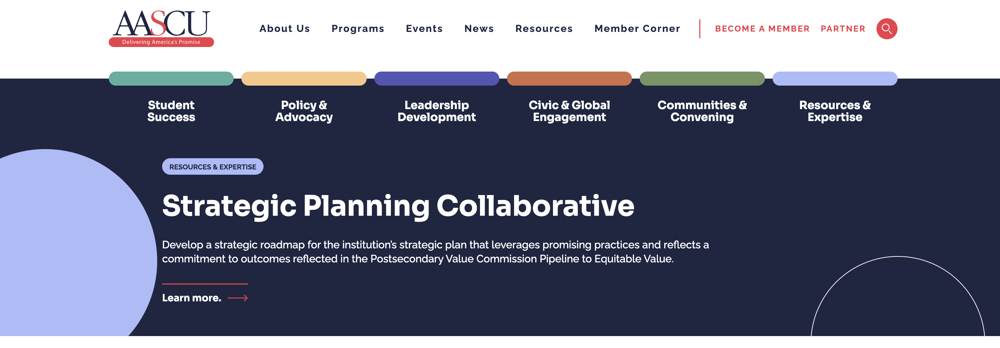 AASCU
Delivering America's Promise
About Us
Programs
Events
News
Resources
Member Corner
BECOME A MEMBER
PARTNER
Student
Success
Policy &
Advocacy
Leadership
Development
Civic & Global
Engagement
Communities &
Convening
Resources &
Expertise
RESOURCES & EXPERTISE
Strategic Planning Collaborative
Develop a strategic roadmap for the institution's strategic plan that leverages promising practices and reflects a
commitment to outcomes reflected in the Postsecondary Value Commission Pipeline to Equitable Value.
Learn more.